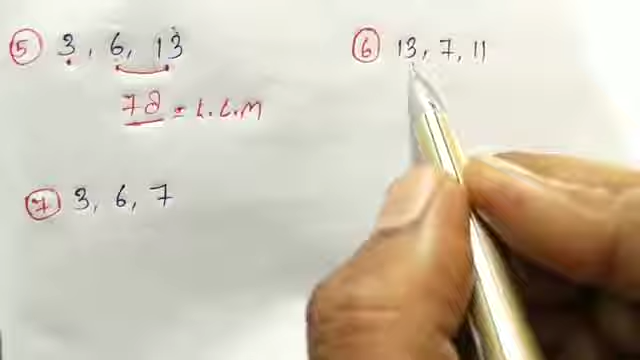 5 3, 6, 13
78 = L.C.M
6 13, 7, 11
7 3, 6, 7